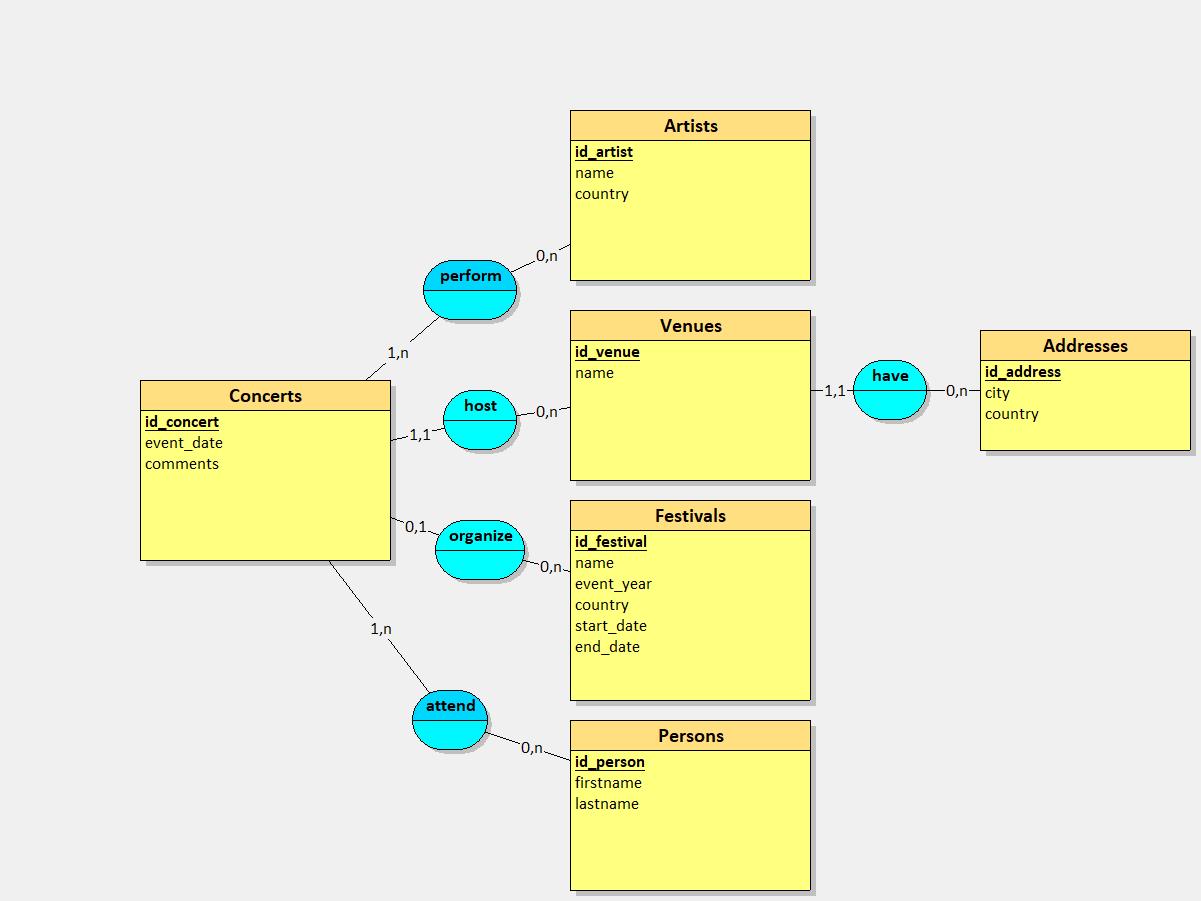 Artists
id_artist
name
country
0,n
perform
1,n
Concerts
id_concert
event_date
comments
1,1
host
0,n
Venues
id_venue
name
1,1
have
0,n
Addresses
id_address
city
country
0,1
organize
0,n
Festivals
id_festival
name
event_year
country
start_date
end_date
1,n
attend
0,n
Persons
id_person
firstname
lastname